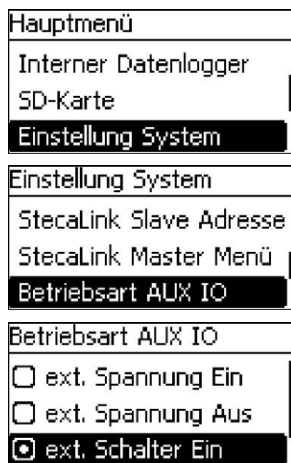 Hauptmenü
Interner Datenlogger
SD-Karte
Einstellung System
Einstellung System
StecaLink Slave Adresse
StecaLink Master Menü
Betriebsart AUX IO
Betriebsart AUX IO
ext. Spannung Ein
ext. Spannung Aus
ext. Schalter Ein